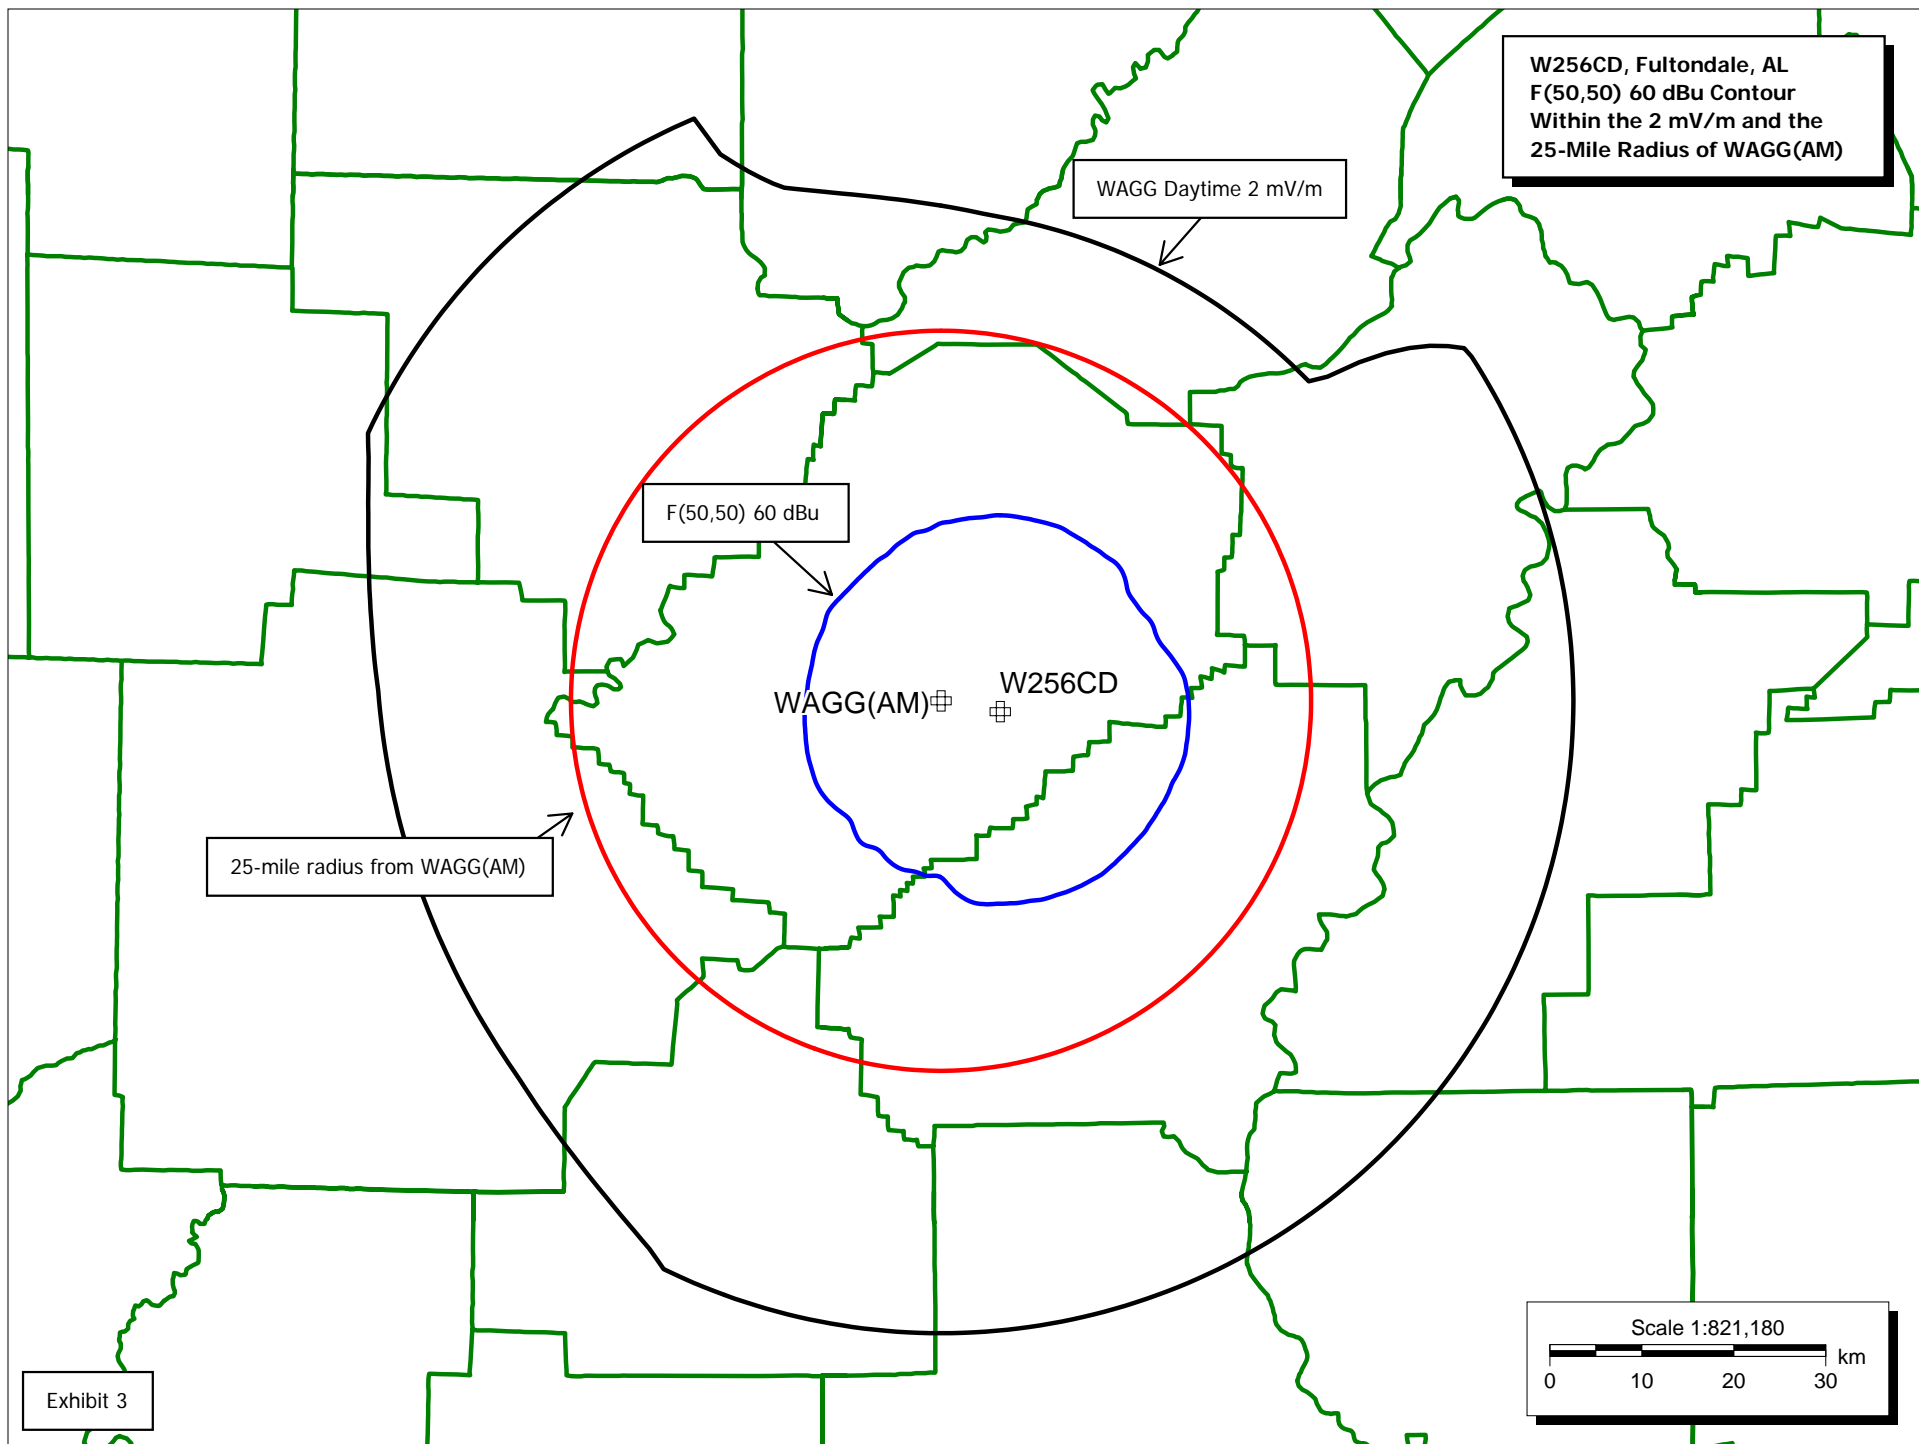 W256CD, Fultondale, AL
F(50,50) 60 dBu Contour
Within the 2 mV/m and the
25-Mile Radius of WAGG(AM)
WAGG Daytime 2 mV/m
F(50,50) 60 dBu
W256CD
WAGG(AM)
25-mile radius from WAGG(AM)
Scale 1:821,180
km
0 10 20 30
Exhibit 3